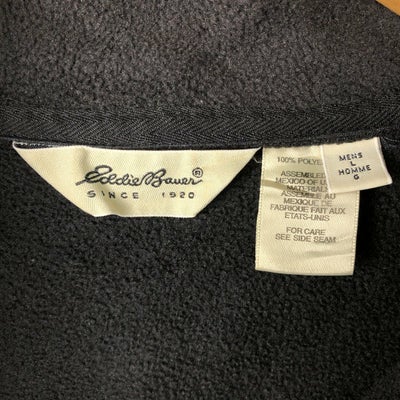 Eddie Bauer®
SINCE 1920
100% POLYE
ASSEMBLED
MEXICO OF U
MATERIALS
ASSEMBLE AU
MEXIQUE DE
FABRIQUE FAIT AUX
ETATS-UNIS
FOR CARE
SEE SIDE SEAM
MENS
L
HOMME
G